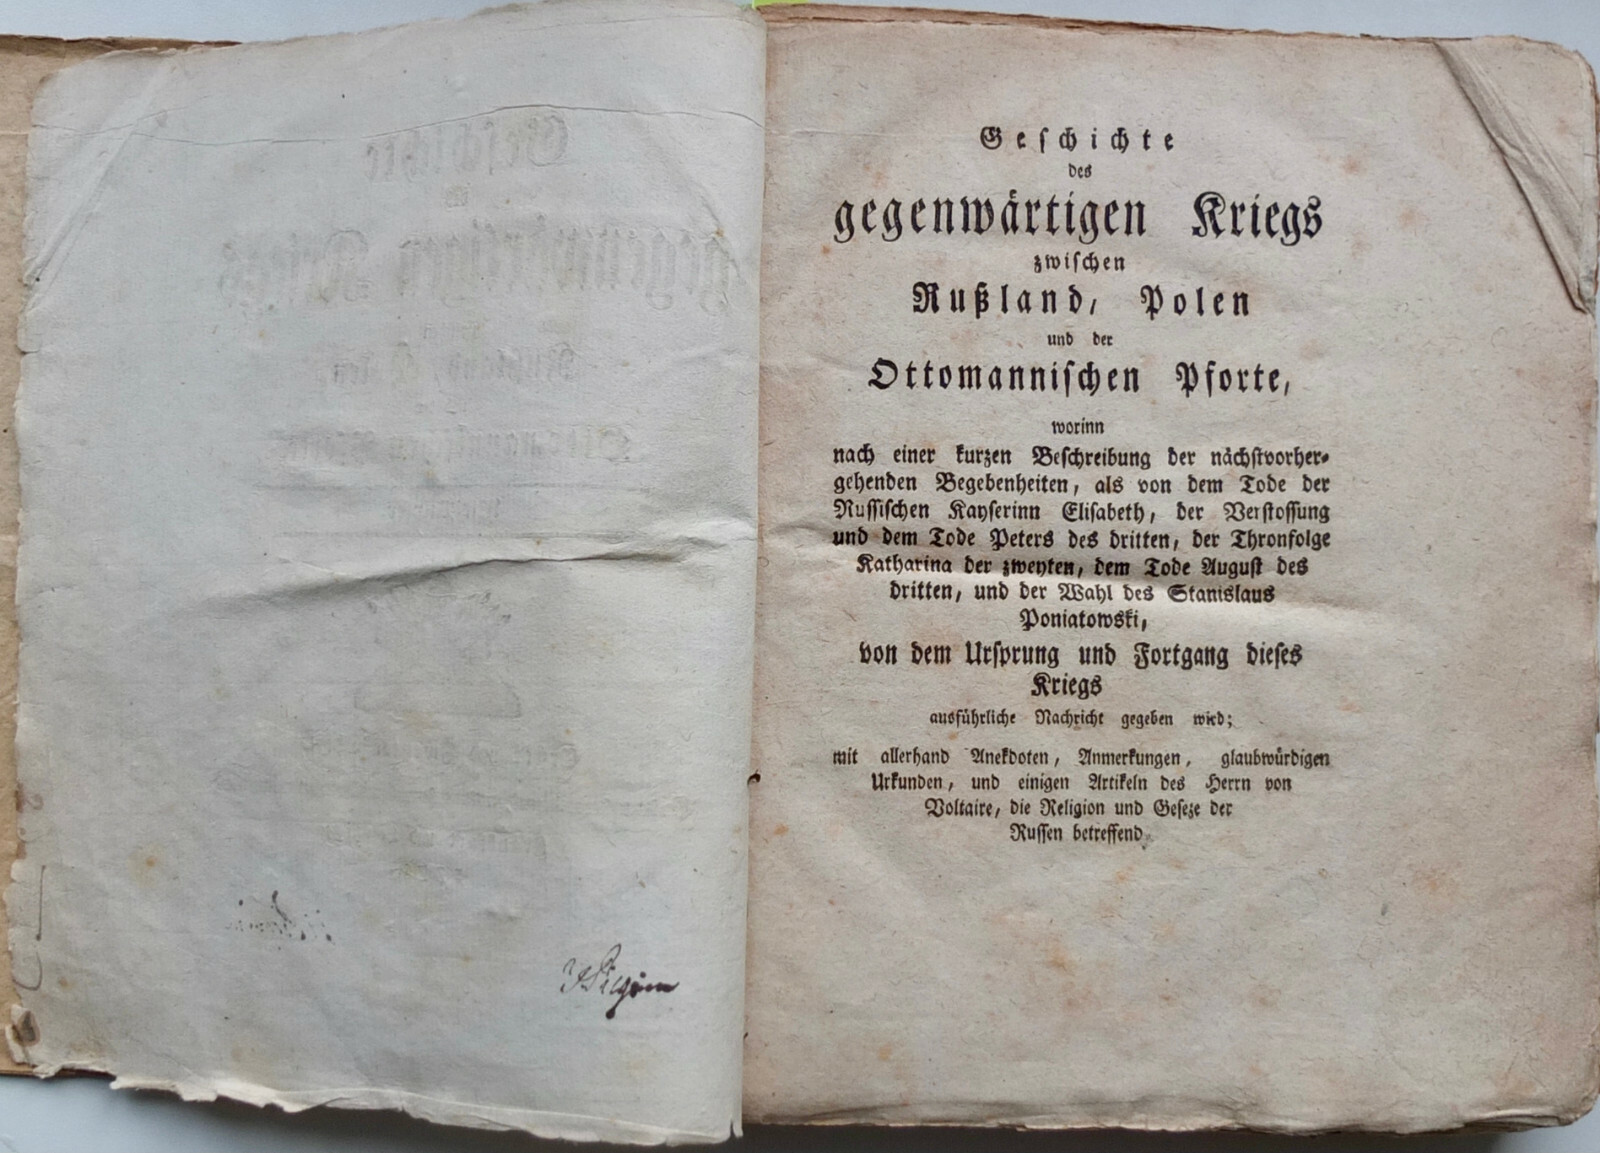 Geschichte
des
gegenwärtigen Kriegs
zwischen
Rußland, Polen
und der
Ottomannischen Pforte,
worinn
nach einer kurzen Beschreibung der nächstvorher-
gehenden Begebenheiten, als von dem Tode der
Russischen Kayserinn Elisabeth, der Verstossung
und dem Tode Peters des dritten, der Thronfolge
Katharina der zweyten, dem Tode August des
dritten, und der Wahl des Stanislaus
Poniatowski,
von dem Ursprung und Fortgang dieses
Kriegs
ausführliche Nachricht gegeben wird;
mit allerhand Anekdoten, Anmerkungen, glaubwürdigen
Urkunden, und einigen Artikeln des Herrn von
Voltaire, die Religion und Geseze der
Russen betreffend.